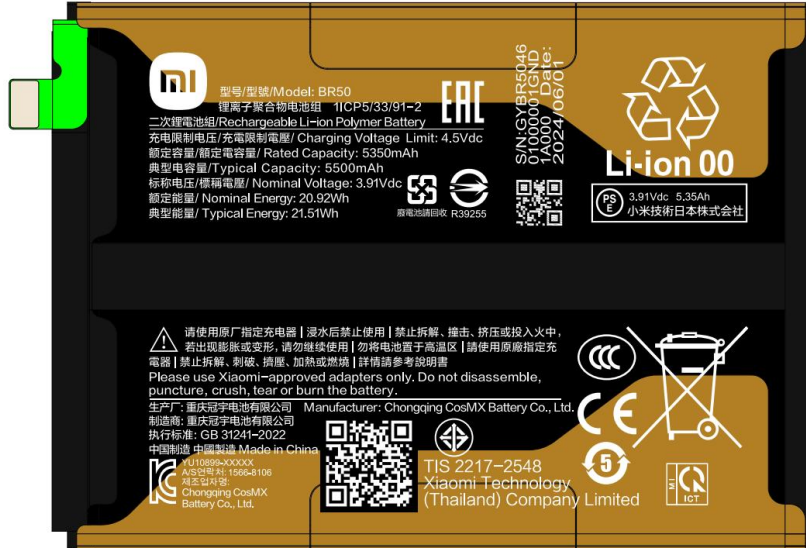 型号/型號/Model: BR50
锂离子聚合物电池组 1ICP5/33/91-2
二次鋰電池組/Rechargeable Li-ion Polymer Battery
充电限制电压/充電限制電壓/ Charging Voltage Limit: 4.5Vdc
额定容量/額定電容量/ Rated Capacity: 5350mAh
典型电容量/Typical Capacity: 5500mAh
标称电压/標稱電壓/ Nominal Voltage: 3.91Vdc
额定能量/ Nominal Energy: 20.92Wh
典型能量/ Typical Energy: 21.51Wh
EAC
廢電池請回收 R39255
S/N:GYBR5046
1A000 Date:
2024/06/01
Li-ion 00
PS
E
3.91Vdc 5.35Ah
小米技術日本株式会社
请使用原厂指定充电器 | 浸水后禁止使用 | 禁止拆解、撞击、挤压或投入火中,
若出现膨胀或变形, 请勿继续使用 | 勿将电池置于高温区 | 請使用原廠指定充
電器 | 禁止拆解、刺破、擠壓、加熱或燃燒 | 詳情請參考說明書
Please use Xiaomi-approved adapters only. Do not disassemble,
puncture, crush, tear or burn the battery.
生产厂: 重庆冠宇电池有限公司 Manufacturer: Chongqing CosMX Battery Co., Ltd.
制造商: 重庆冠宇电池有限公司
执行标准: GB 31241-2022
中国制造 中國製造 Made in China
YU10899-XXXXX
A/S연락처: 1566-8106
제조업자명:
Chongqing CosMX
Battery Co., Ltd.
TIS 2217-2548
Xiaomi Technology
(Thailand) Company Limited
CCC
CE
5
MI
ICT